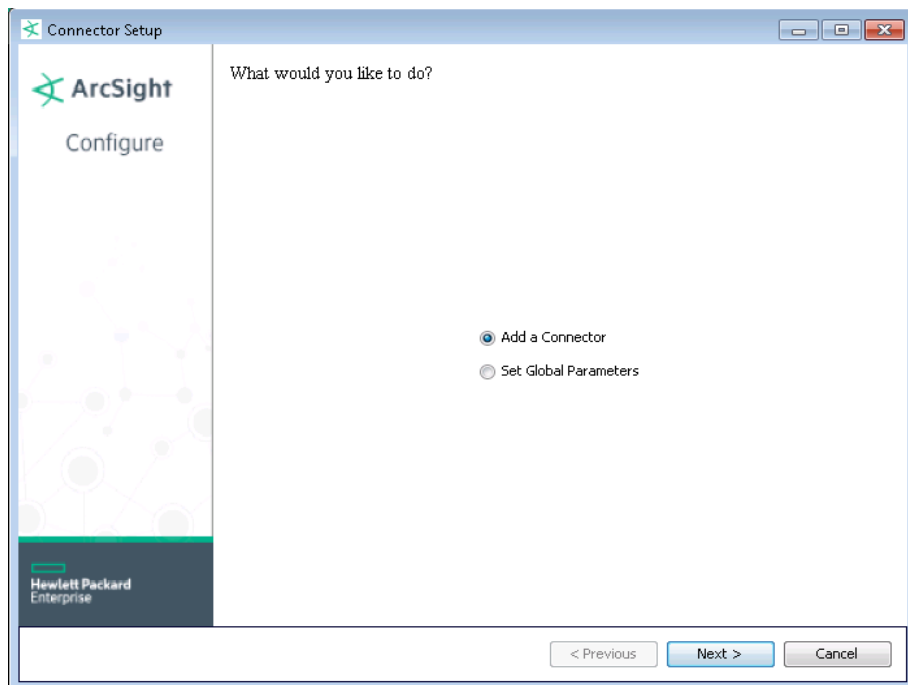 Connector Setup
ArcSight
Configure
What would you like to do?
Add a Connector
Set Global Parameters
Hewlett Packard
Enterprise
< Previous
Next >
Cancel